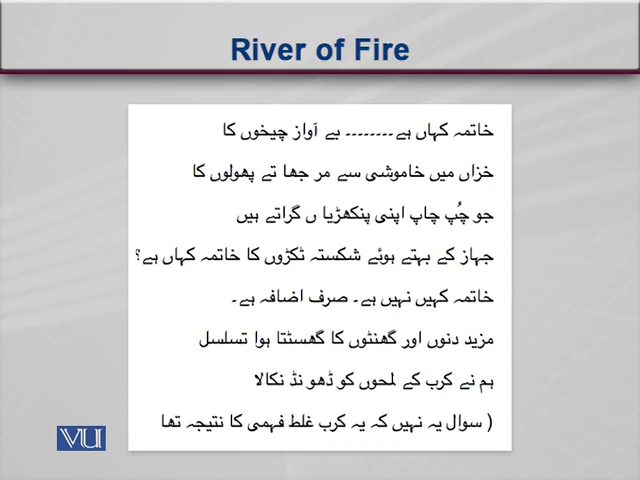 River of Fire
خاتمہ کہاں ہے۔۔۔۔۔۔۔۔ بے آواز چیخوں کا
خزاں میں خاموشی سے مر جھا تے پھولوں کا
جو چُپ چاپ اپنی پنکھڑیا ں گراتے ہیں
جہاز کے بہتے ہوئے شکستہ ٹکڑوں کا خاتمہ کہاں ہے؟
خاتمہ کہیں نہیں ہے۔ صرف اضافہ ہے۔
مزید دنوں اور گھنٹوں کا گھسٹتا ہوا تسلسل
ہم نے کرب کے لمحوں کو ڈھو نڈ نکالا
( سوال یہ نہیں کہ یہ کرب غلط فہمی کا نتیجہ تھا
VU